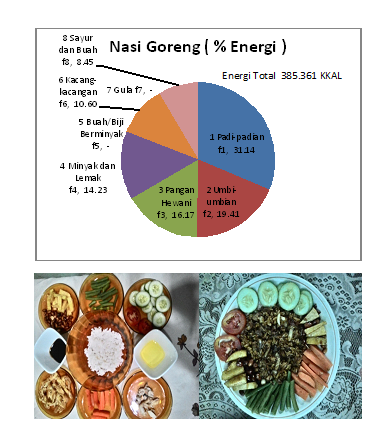 Nasi Goreng ( % Energi )
Energi Total 385.361 KKAL
8 Sayur
dan Buah
f8, 8.45
7 Gula f7, -
6 Kacang-
kacangan
f6, 10.60
5 Buah/Biji
Berminyak
f5, -
4 Minyak dan
Lemak
f4, 14.23
3 Pangan
Hewani
f3, 16.17
2 Umbi-
umbian
f2, 19.41
1 Padi-padian
f1, 31.14